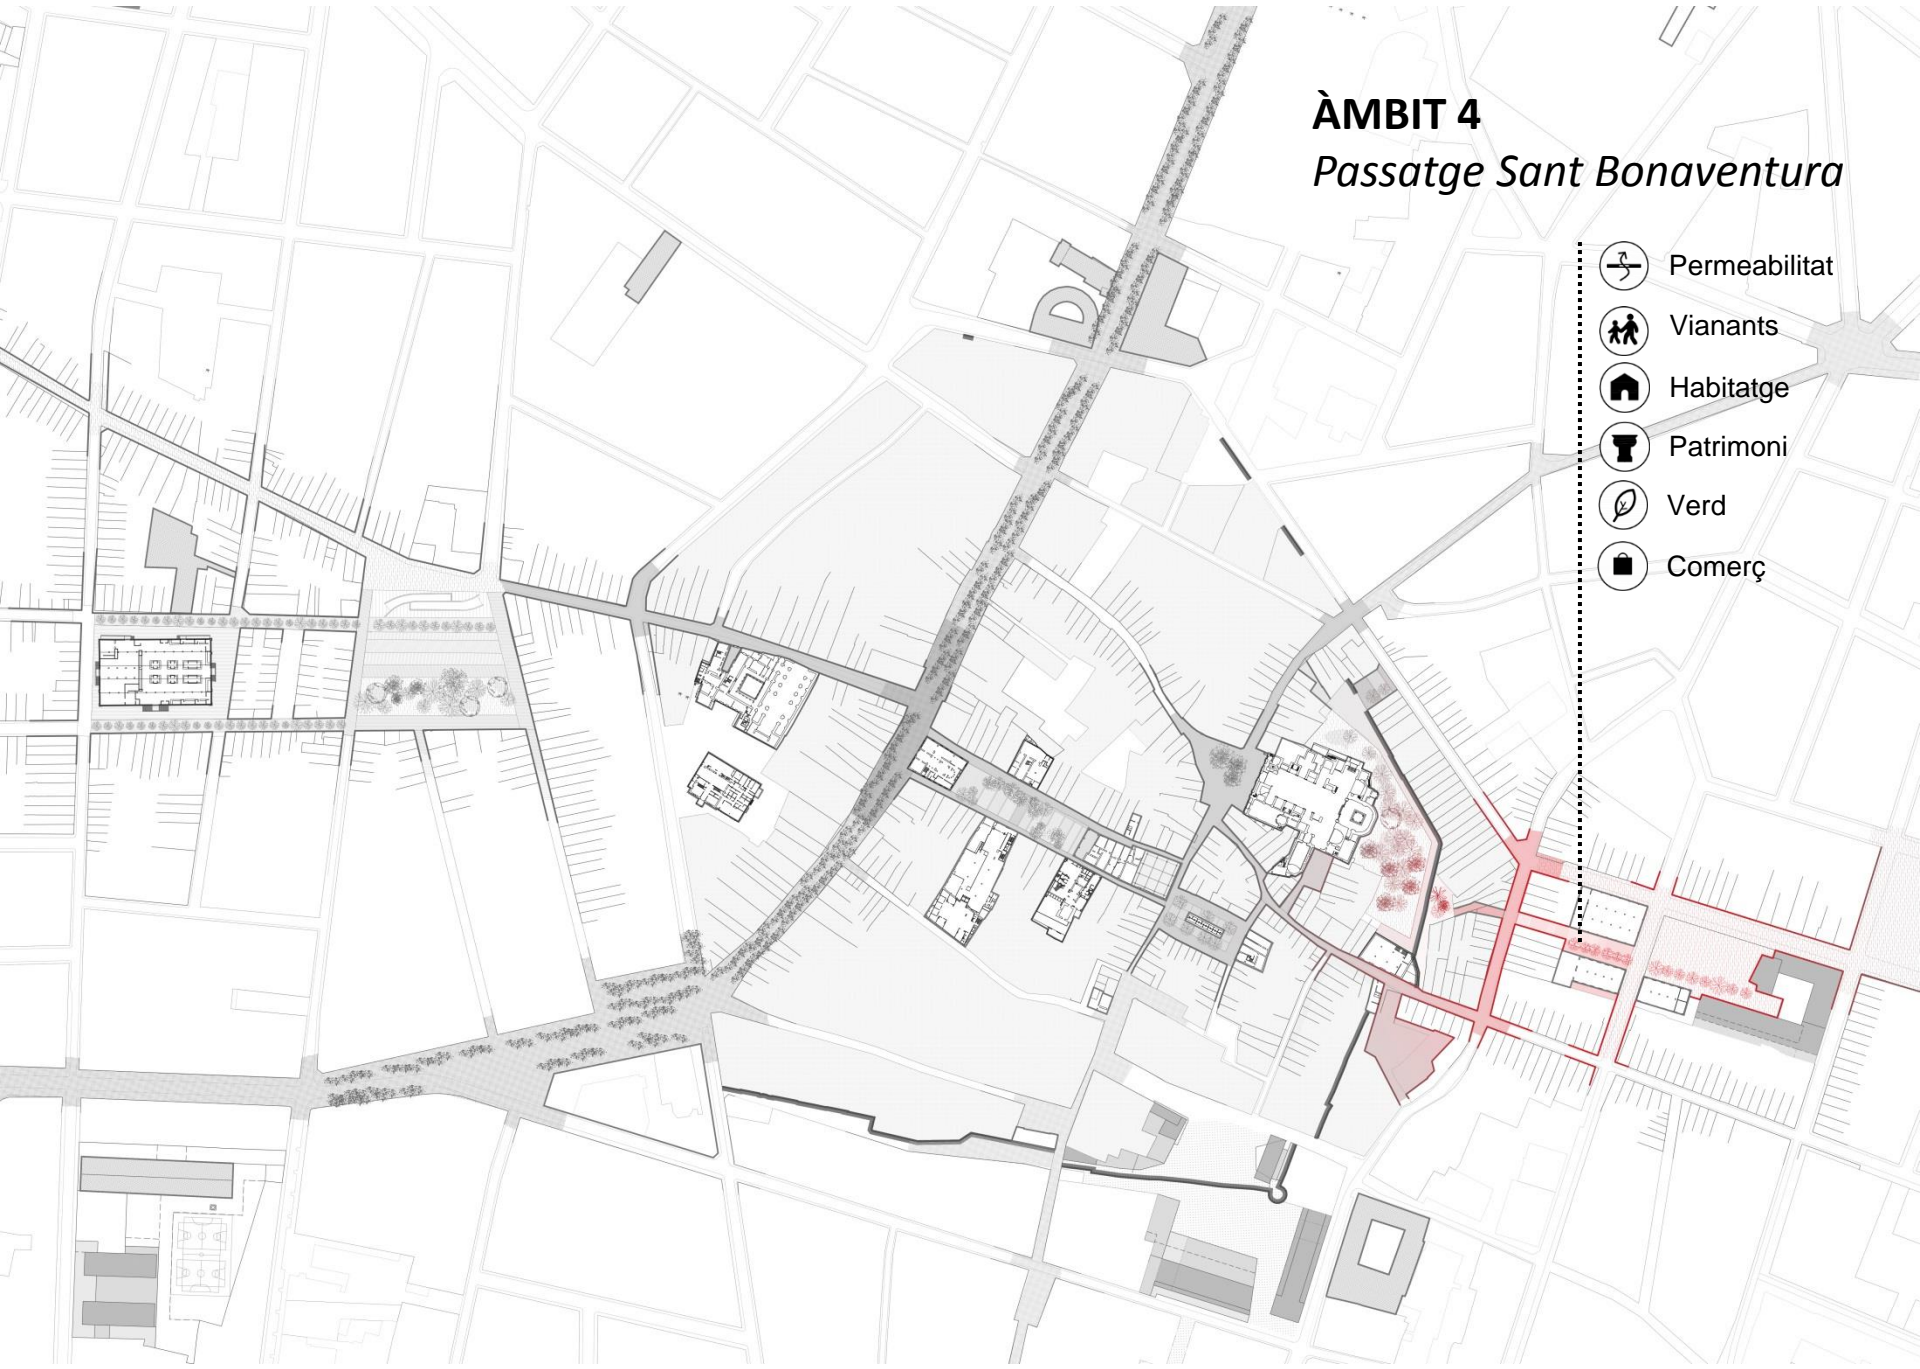 ÀMBIT 4
Passatge Sant Bonaventura
Permeabilitat
Vianants
Habitatge
Patrimoni
Verd
Comerç